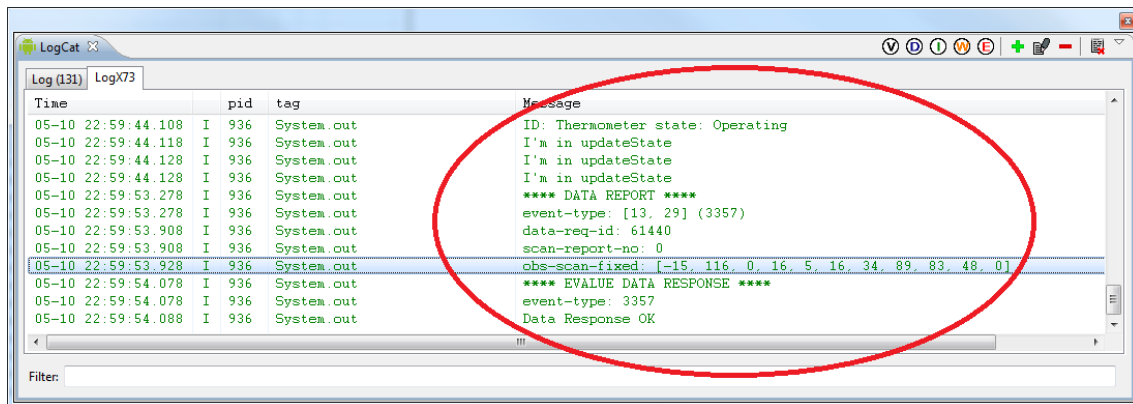 LogCat
V D I W E
Log (131) LogX73
Time pid tag Message
05-10 22:59:44.108 I 936 System.out ID: Thermometer state: Operating
05-10 22:59:44.118 I 936 System.out I'm in updateState
05-10 22:59:44.128 I 936 System.out I'm in updateState
05-10 22:59:44.128 I 936 System.out I'm in updateState
05-10 22:59:53.278 I 936 System.out **** DATA REPORT ****
05-10 22:59:53.278 I 936 System.out event-type: [13, 29] (3357)
05-10 22:59:53.908 I 936 System.out data-req-id: 61440
05-10 22:59:53.908 I 936 System.out scan-report-no: 0
05-10 22:59:53.928 I 936 System.out obs-scan-fixed: [-15, 116, 0, 16, 5, 16, 34, 89, 83, 48, 0]
05-10 22:59:54.078 I 936 System.out **** EVALUE DATA RESPONSE ****
05-10 22:59:54.078 I 936 System.out event-type: 3357
05-10 22:59:54.088 I 936 System.out Data Response OK
Filter: